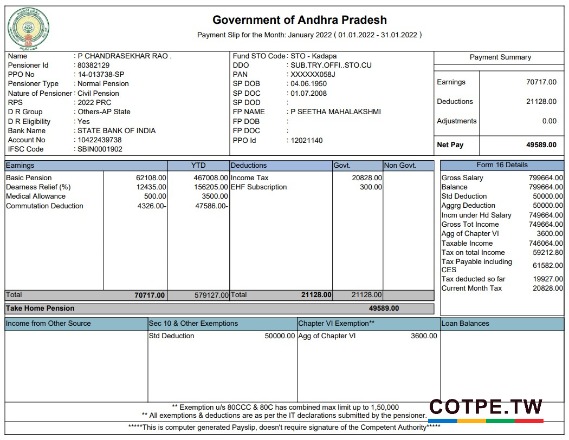 Government of Andhra Pradesh
Payment Slip for the Month: January 2022 ( 01.01.2022 - 31.01.2022 )
Name : P CHANDRASEKHAR RAO .
Pensioner Id : 80382129
PPO No : 14-013738-SP
Pensioner Type : Normal Pension
Nature of Pensioner : Civil Pension
RPS : 2022 PRC
D R Group : Others-AP State
D R Eligibility : Yes
Bank Name : STATE BANK OF INDIA
Account No : 10422439738
IFSC Code : SBIN0001902
Fund STO Code: STO - Kadapa
DDO : SUB.TRY.OFFI..STO.CU
PAN : XXXXXX058J
SP DOB : 04.06.1950
SP DOC : 01.07.2008
SP DOD :
FP NAME : P SEETHA MAHALAKSHMI
FP DOB :
FP DOC :
PPO Id : 12021140
Payment Summary
Earnings 70717.00
Deductions 21128.00
Adjustments 0.00
Net Pay 49589.00
Earnings YTD Deductions Govt. Non Govt.
Basic Pension 62108.00 467008.00 Income Tax 20828.00
Dearness Relief (%) 12435.00 156205.00 EHF Subscription 300.00
Medical Allowance 500.00 3500.00
Commutation Deduction 4326.00- 47586.00-
Total 70717.00 579127.00 Total 21128.00 21128.00
Take Home Pension 49589.00
Form 16 Details
Gross Salary 799664.00
Balance 799664.00
Std Deduction 50000.00
Aggrg Deduction 50000.00
Incm under Hd Salary 749664.00
Gross Tot Income 749664.00
Agg of Chapter VI 3600.00
Taxable Income 746064.00
Tax on total Income 59212.80
Tax Payable including
CES 61582.00
Tax deducted so far 19927.00
Current Month Tax 20828.00
Income from Other Source Sec 10 & Other Exemptions Chapter VI Exemption** Loan Balances
Std Deduction 50000.00 Agg of Chapter VI 3600.00
** Exemption u/s 80CCC & 80C has combined max limit up to 1,50,000
** All exemptions & deductions are as per the IT declarations submitted by the pensioner.
*****This is computer generated Payslip, doesn't require signature of the Competent Authority*****
COTPE.TW